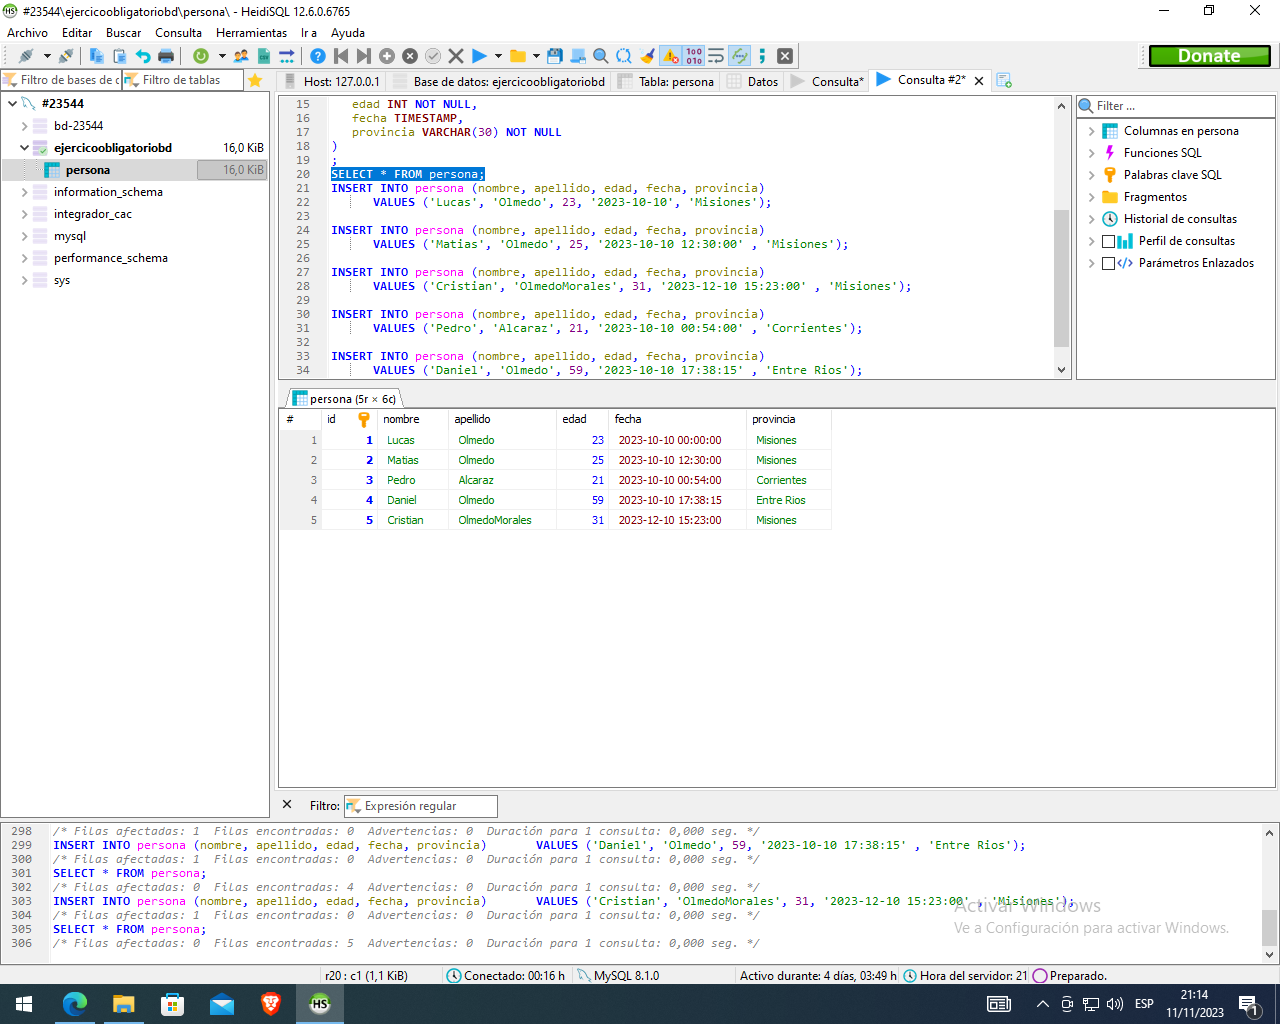 #23544\ejercicoobligatoriobd\persona\ - HeidiSQL 12.6.0.6765
Archivo Editar Buscar Consulta Herramientas Ir a Ayuda
Donate
Filtro de bases de d Filtro de tablas
Host: 127.0.0.1 Base de datos: ejercicoobligatoriobd Tabla: persona Datos Consulta* Consulta #2*
#23544
bd-23544
ejercicoobligatoriobd 16,0 KiB
persona 16,0 KiB
information_schema
integrador_cac
mysql
performance_schema
sys
15 edad INT NOT NULL,
16 fecha TIMESTAMP,
17 provincia VARCHAR(30) NOT NULL
18 )
19 ;
20 SELECT * FROM persona;
21 INSERT INTO persona (nombre, apellido, edad, fecha, provincia)
22 VALUES ('Lucas', 'Olmedo', 23, '2023-10-10', 'Misiones');
23
24 INSERT INTO persona (nombre, apellido, edad, fecha, provincia)
25 VALUES ('Matias', 'Olmedo', 25, '2023-10-10 12:30:00' , 'Misiones');
26
27 INSERT INTO persona (nombre, apellido, edad, fecha, provincia)
28 VALUES ('Cristian', 'OlmedoMorales', 31, '2023-12-10 15:23:00' , 'Misiones');
29
30 INSERT INTO persona (nombre, apellido, edad, fecha, provincia)
31 VALUES ('Pedro', 'Alcaraz', 21, '2023-10-10 00:54:00' , 'Corrientes');
32
33 INSERT INTO persona (nombre, apellido, edad, fecha, provincia)
34 VALUES ('Daniel', 'Olmedo', 59, '2023-10-10 17:38:15' , 'Entre Rios');
Filter ...
Columnas en persona
Funciones SQL
Palabras clave SQL
Fragmentos
Historial de consultas
Perfil de consultas
Parámetros Enlazados
persona (5r × 6c)
# id nombre apellido edad fecha provincia
1 1 Lucas Olmedo 23 2023-10-10 00:00:00 Misiones
2 2 Matias Olmedo 25 2023-10-10 12:30:00 Misiones
3 3 Pedro Alcaraz 21 2023-10-10 00:54:00 Corrientes
4 4 Daniel Olmedo 59 2023-10-10 17:38:15 Entre Rios
5 5 Cristian OlmedoMorales 31 2023-12-10 15:23:00 Misiones
Filtro: Expresión regular
298 /* Filas afectadas: 1 Filas encontradas: 0 Advertencias: 0 Duración para 1 consulta: 0,000 seg. */
299 INSERT INTO persona (nombre, apellido, edad, fecha, provincia) VALUES ('Daniel', 'Olmedo', 59, '2023-10-10 17:38:15' , 'Entre Rios');
300 /* Filas afectadas: 1 Filas encontradas: 0 Advertencias: 0 Duración para 1 consulta: 0,000 seg. */
301 SELECT * FROM persona;
302 /* Filas afectadas: 0 Filas encontradas: 4 Advertencias: 0 Duración para 1 consulta: 0,000 seg. */
303 INSERT INTO persona (nombre, apellido, edad, fecha, provincia) VALUES ('Cristian', 'OlmedoMorales', 31, '2023-12-10 15:23:00' , 'Misiones');
304 /* Filas afectadas: 1 Filas encontradas: 0 Advertencias: 0 Duración para 1 consulta: 0,000 seg. */
305 SELECT * FROM persona;
306 /* Filas afectadas: 0 Filas encontradas: 5 Advertencias: 0 Duración para 1 consulta: 0,000 seg. */
Activar Windows
Ve a Configuración para activar Windows.
r20 : c1 (1,1 KiB) Conectado: 00:16 h MySQL 8.1.0 Activo durante: 4 días, 03:49 h Hora del servidor: 21 Preparado.
HS
ESP
21:14
11/11/2023
1